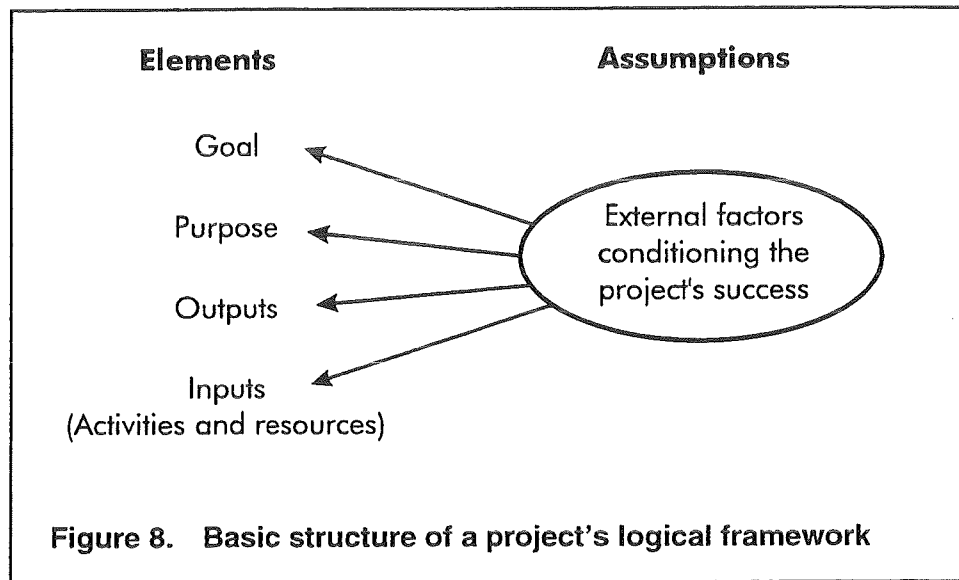 Elements
Assumptions
Goal
Purpose
Outputs
Inputs
(Activities and resources)
External factors
conditioning the
project's success
Figure 8. Basic structure of a project's logical framework